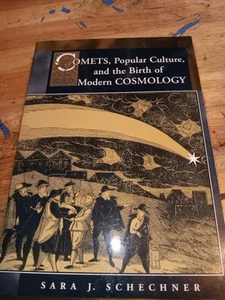 COMETS, Popular Culture,
and the Birth of
Modern COSMOLOGY
SARA J. SCHECHNER